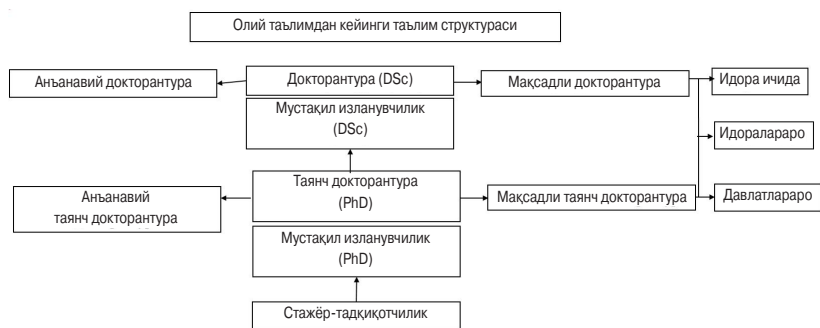 Олий таълимдан кейинги таълим структураси
Анъанавий докторантура
Докторантура (DSc)
Мақсадли докторантура
Идора ичида
Мустақил изланувчилик
(DSc)
Идоралараро
Анъанавий
таянч докторантура
Таянч докторантура
(PhD)
Мақсадли таянч докторантура
Давлатлараро
Мустақил изланувчилик
(PhD)
Стажёр-тадқиқотчилик